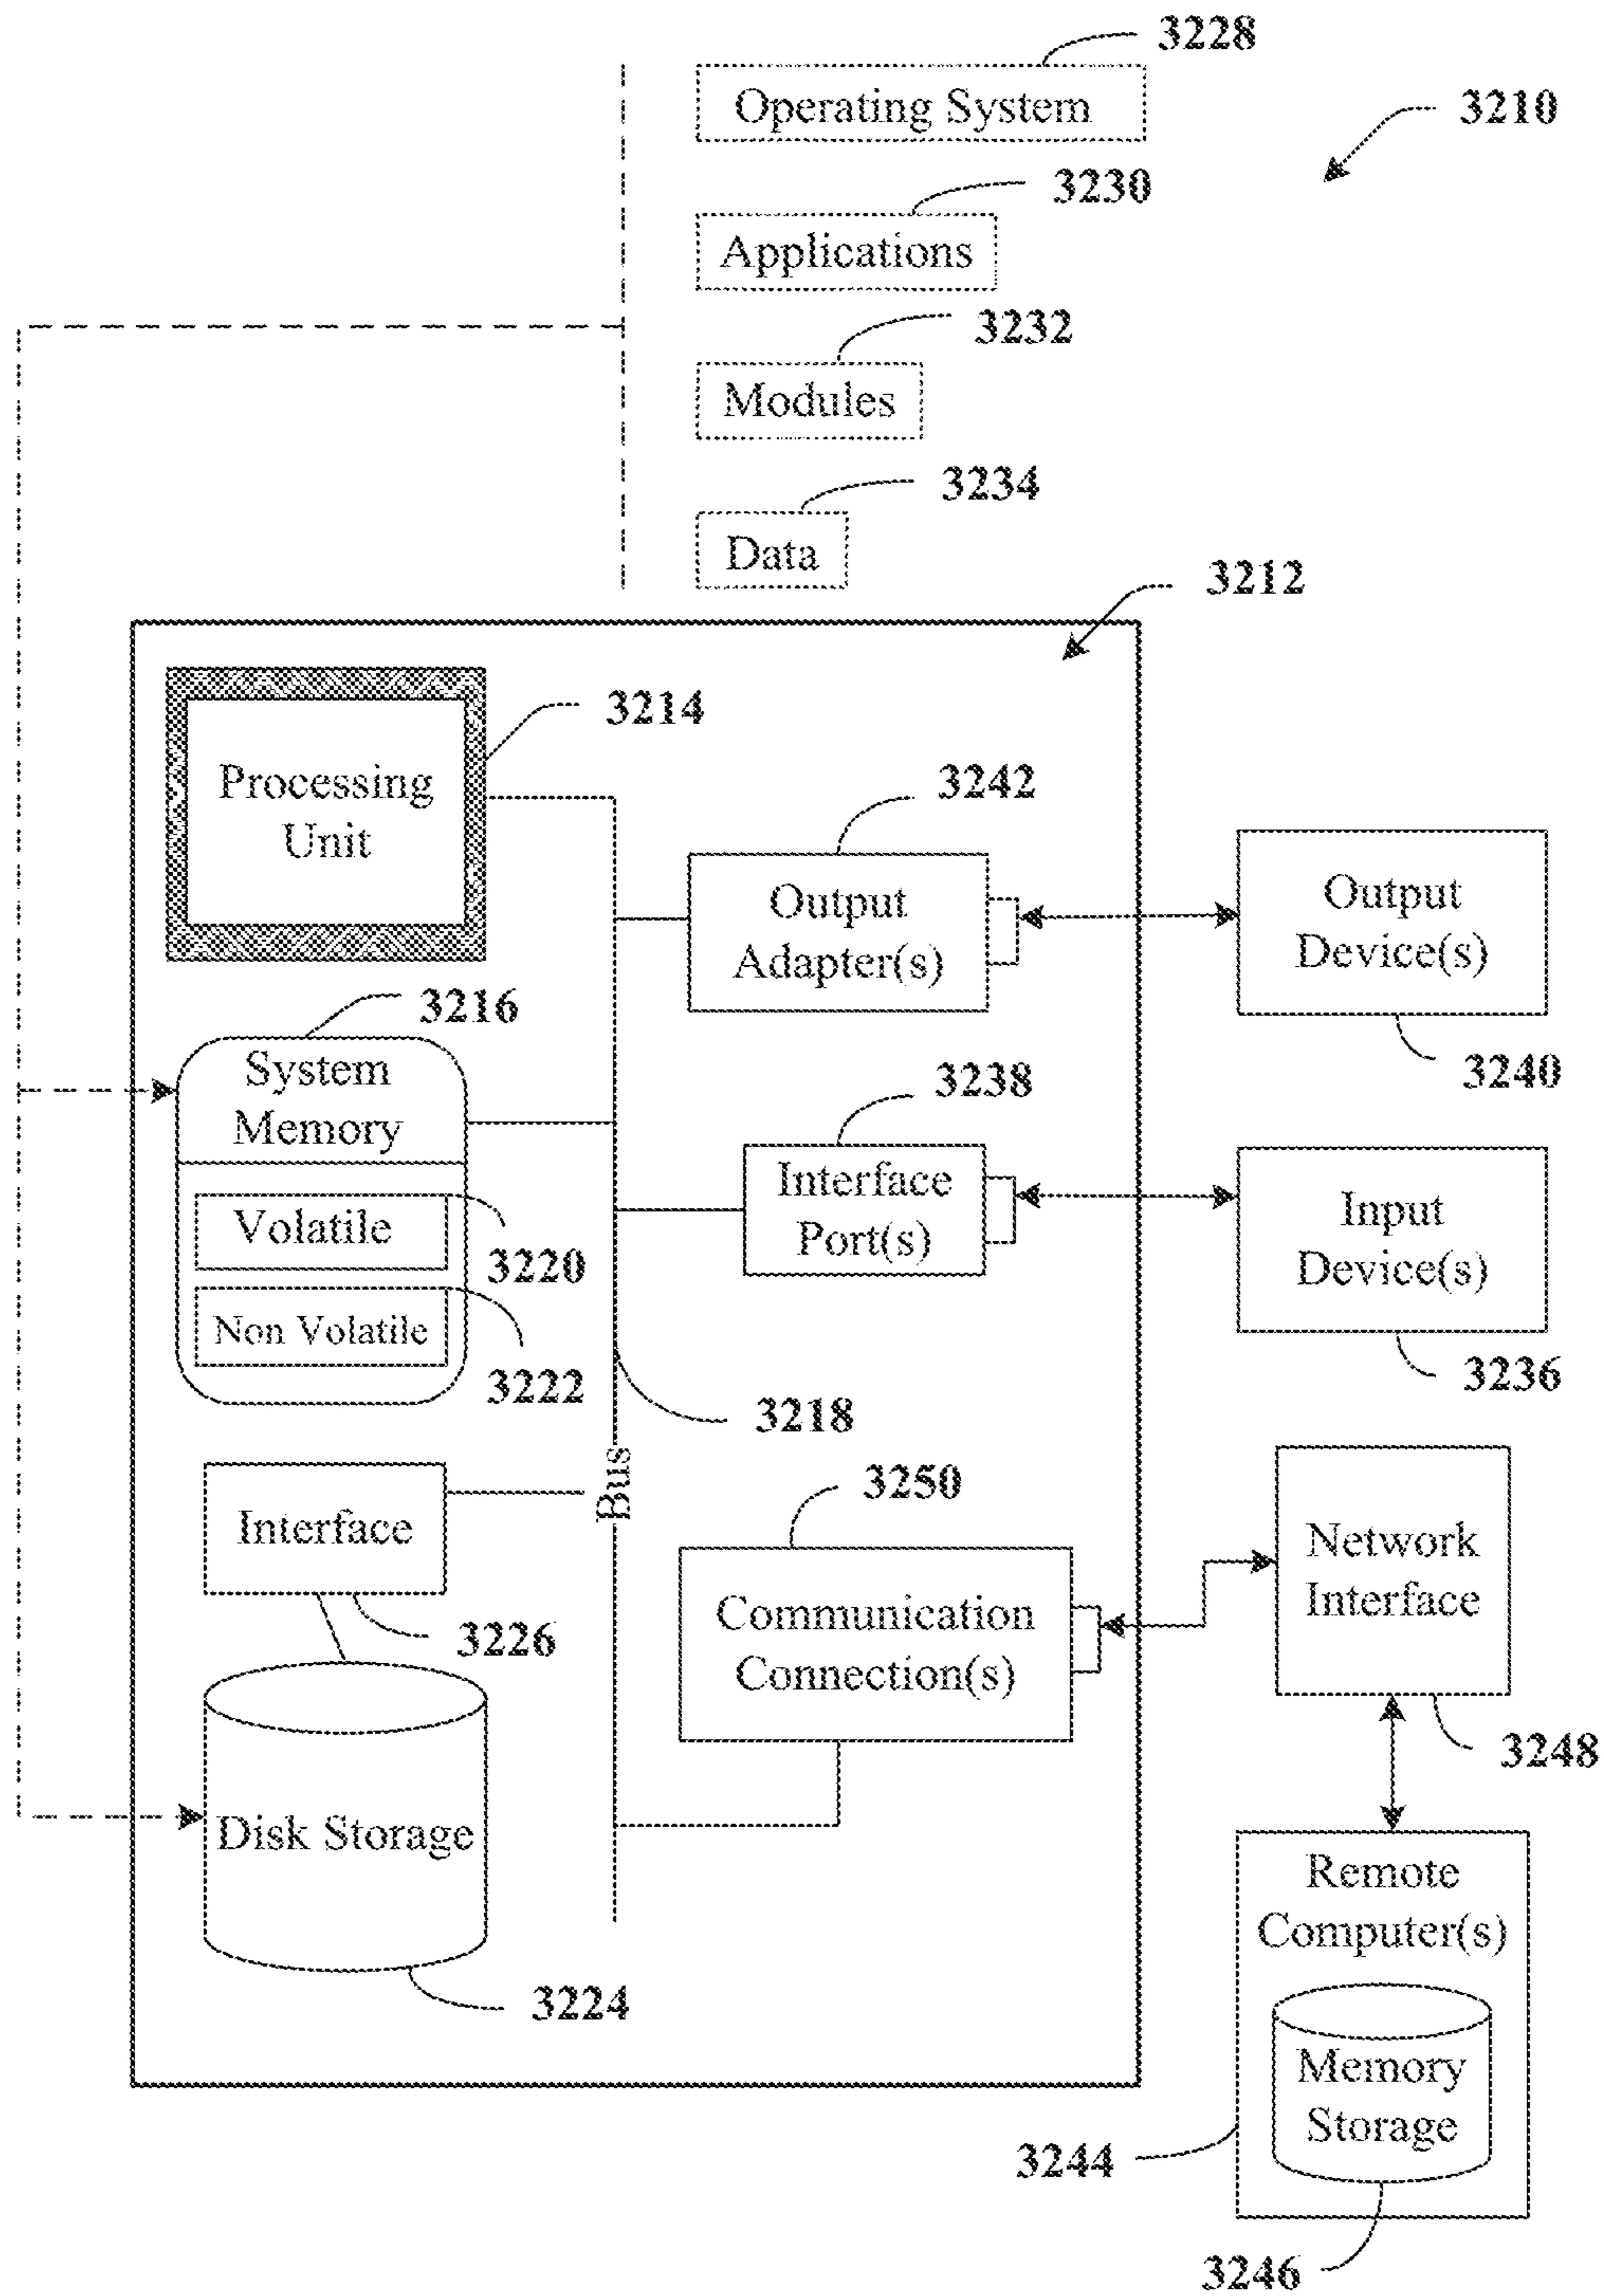 3228
Operating System
3210
3230
Applications
3232
Modules
3234
Data
3212
3214
Processing
Unit
3242
Output
Adapter(s)
Output
Device(s)
3240
3216
System
Memory
3238
Interface
Port(s)
Input
Device(s)
3236
Volatile
3220
Non Volatile
3222
3218
Bus
3250
Interface
3226
Communication
Connection(s)
Network
Interface
3248
Disk Storage
3224
Remote
Computer(s)
Memory
Storage
3244
3246